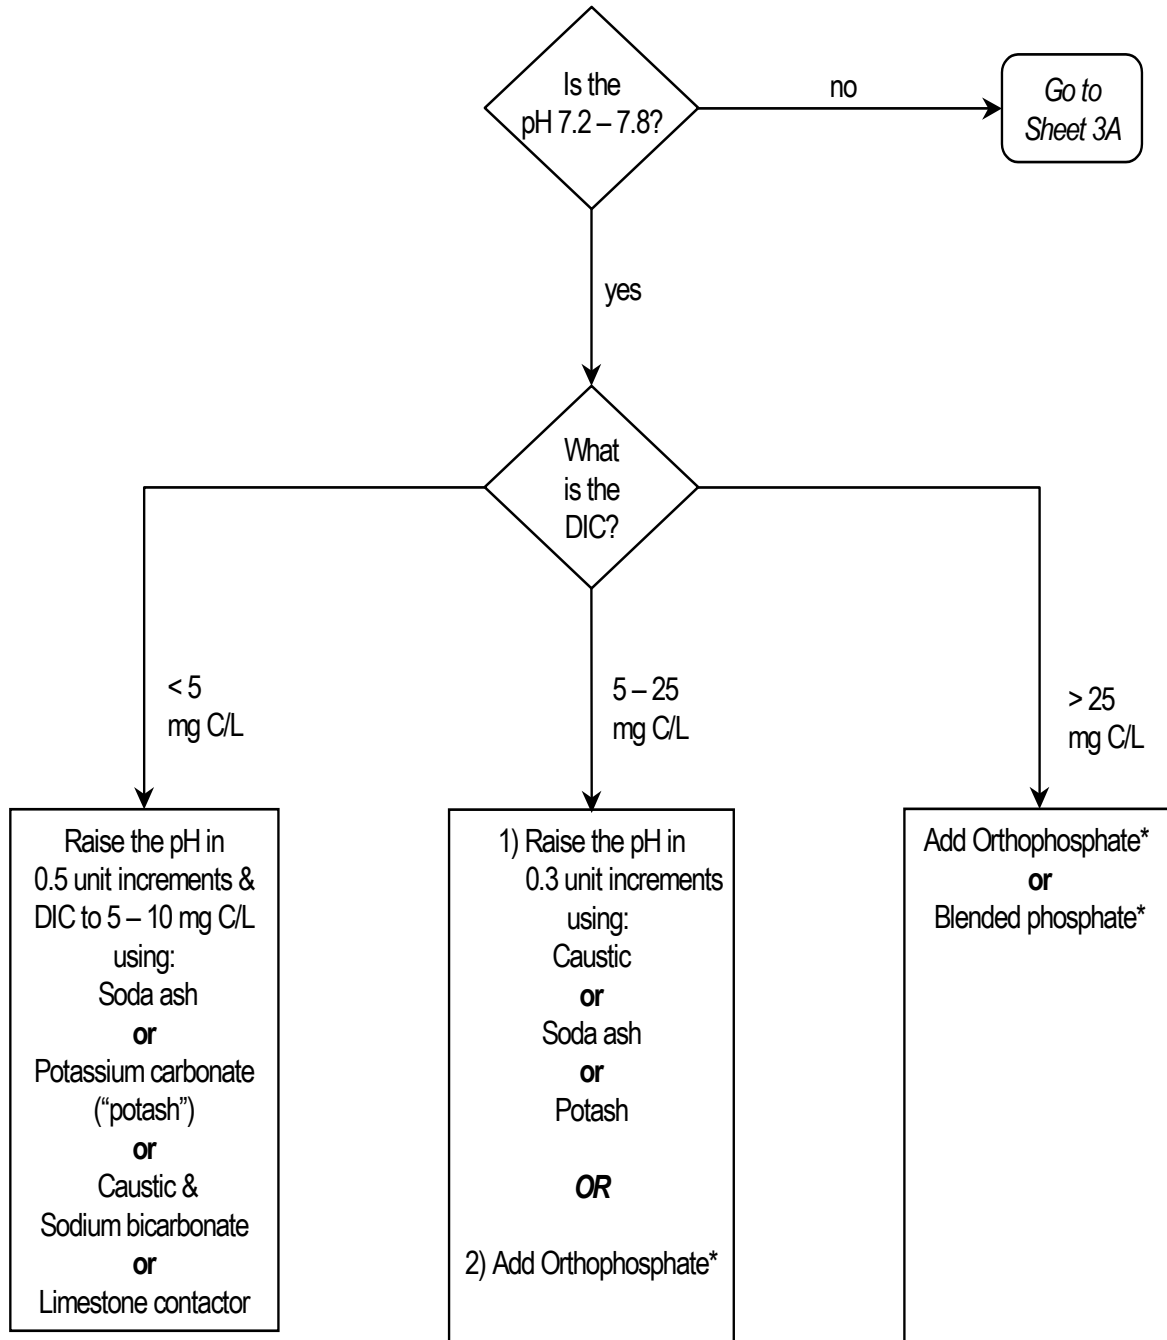 Is the
pH 7.2 – 7.8?
no
Go to
Sheet 3A
yes
What
is the
DIC?
< 5
mg C/L
5 – 25
mg C/L
> 25
mg C/L
Raise the pH in
0.5 unit increments &
DIC to 5 – 10 mg C/L
using:
Soda ash
or
Potassium carbonate
(“potash”)
or
Caustic &
Sodium bicarbonate
or
Limestone contactor
1) Raise the pH in
0.3 unit increments
using:
Caustic
or
Soda ash
or
Potash
OR
2) Add Orthophosphate*
Add Orthophosphate*
or
Blended phosphate*